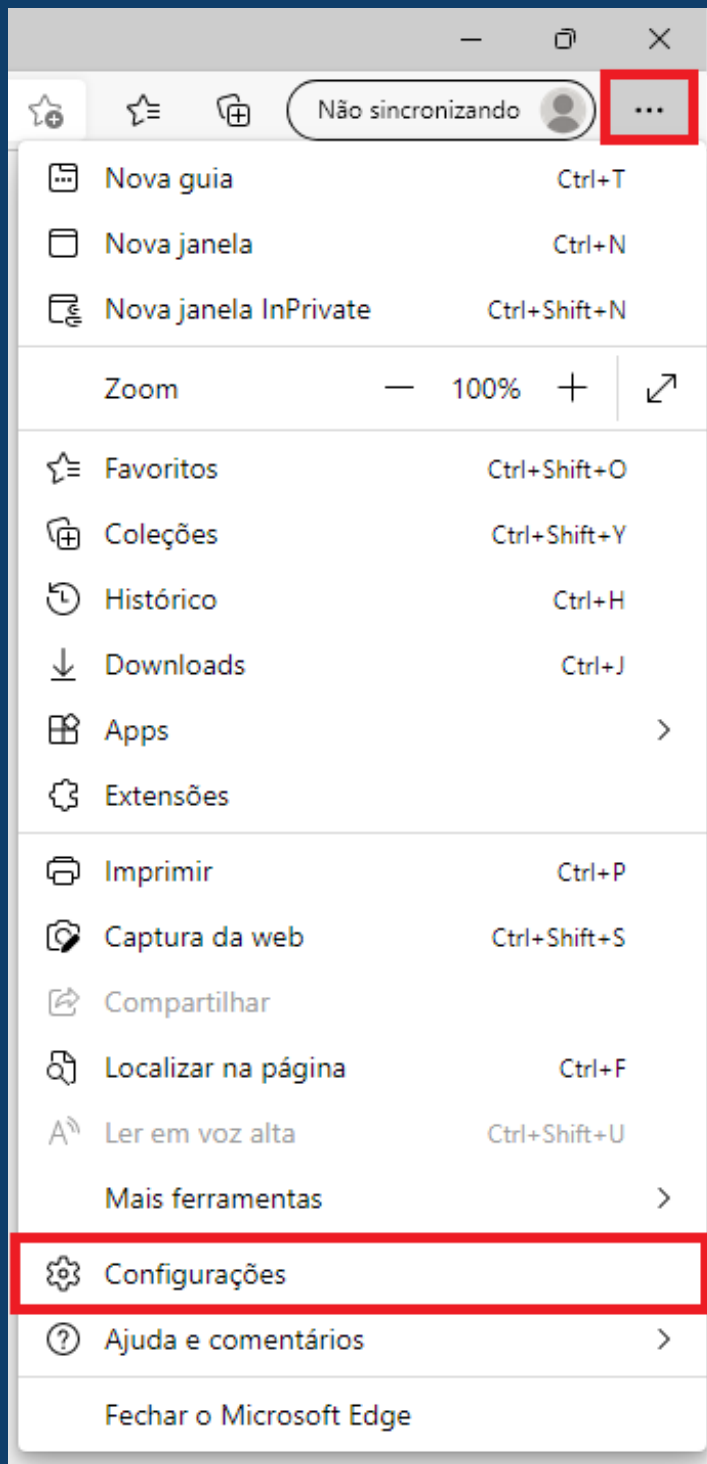 Não sincronizando
Nova guia Ctrl+T
Nova janela Ctrl+N
Nova janela InPrivate Ctrl+Shift+N
Zoom 100%
Favoritos Ctrl+Shift+O
Coleções Ctrl+Shift+Y
Histórico Ctrl+H
Downloads Ctrl+J
Apps
Extensões
Imprimir Ctrl+P
Captura da web Ctrl+Shift+S
Compartilhar
Localizar na página Ctrl+F
Ler em voz alta Ctrl+Shift+U
Mais ferramentas
Configurações
Ajuda e comentários
Fechar o Microsoft Edge